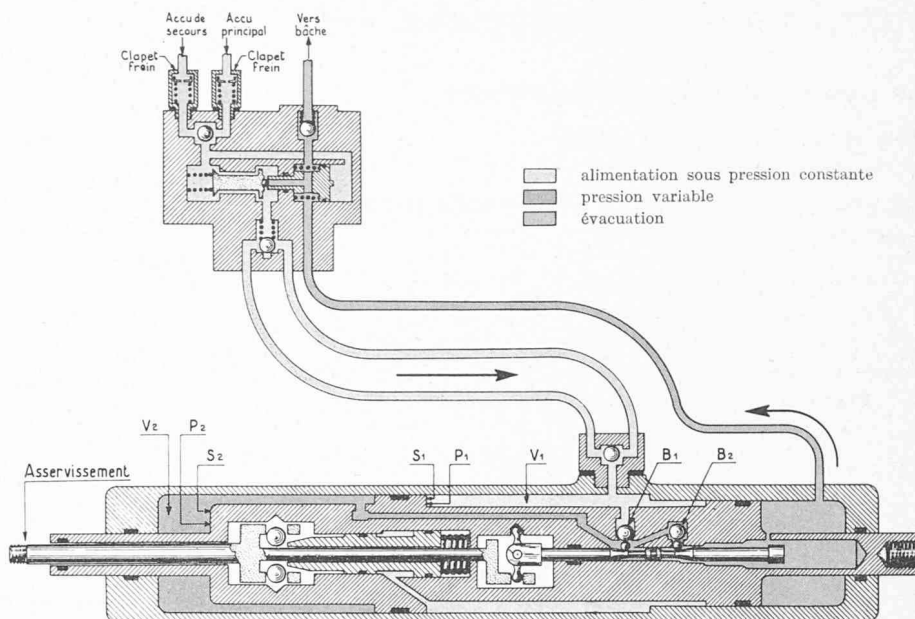 Accu de
secours
Accu
principal
Vers
bâche
Clapet
frein
Clapet
frein
alimentation sous pression constante
pression variable
évacuation
V2
P2
S2
S1
P1
V1
B1
B2
Asservissement